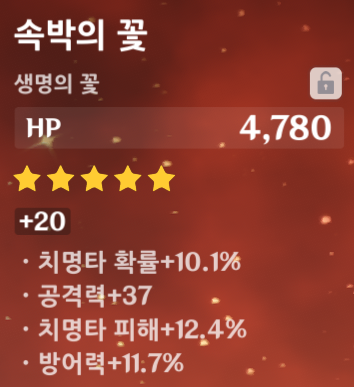 속박의 꽃
생명의 꽃
HP 4,780
+20
· 치명타 확률+10.1%
· 공격력+37
· 치명타 피해+12.4%
· 방어력+11.7%